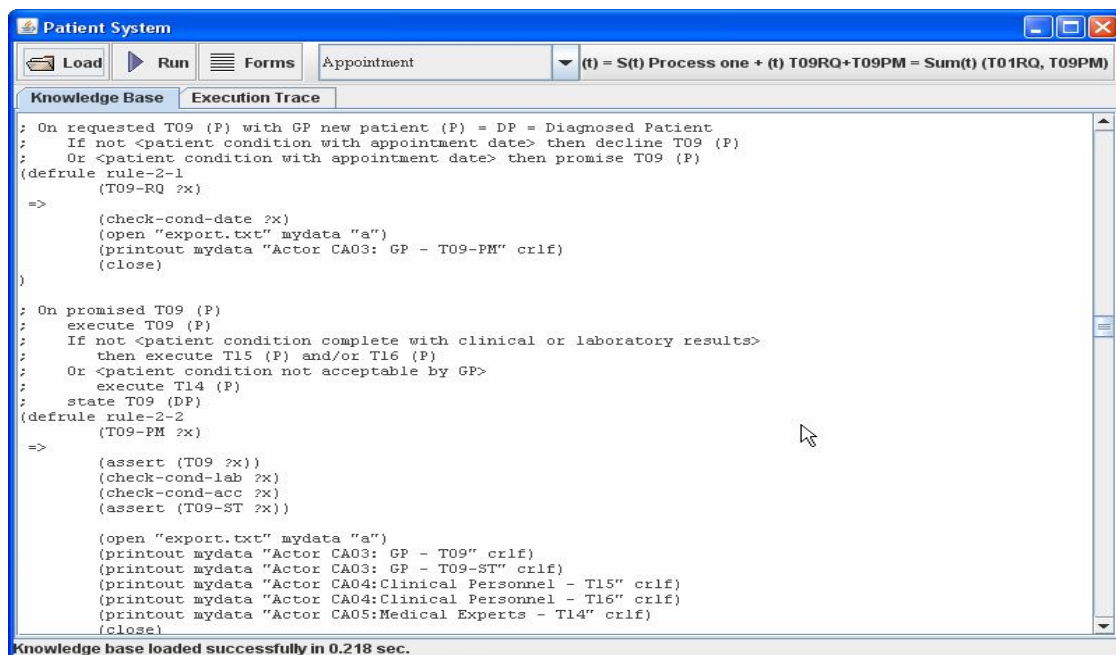 Patient System
Load Run Forms Appointment (t) = S(t) Process one + (t) T09RQ+T09PM = Sum(t) (T01RQ, T09PM)
Knowledge Base Execution Trace
; On requested T09 (P) with GP new patient (P) = DP = Diagnosed Patient
; If not <patient condition with appointment date> then decline T09 (P)
; Or <patient condition with appointment date> then promise T09 (P)
(defrule rule-2-1
(T09-RQ ?x)
=>
(check-cond-date ?x)
(open "export.txt" mydata "a")
(printout mydata "Actor CA03: GP - T09-PM" crlf)
(close)
)
; On promised T09 (P)
; execute T09 (P)
; If not <patient condition complete with clinical or laboratory results>
; then execute T15 (P) and/or T16 (P)
; Or <patient condition not acceptable by GP>
; execute T14 (P)
; state T09 (DP)
(defrule rule-2-2
(T09-PM ?x)
=>
(assert (T09 ?x))
(check-cond-lab ?x)
(check-cond-acc ?x)
(assert (T09-ST ?x))
(open "export.txt" mydata "a")
(printout mydata "Actor CA03: GP - T09" crlf)
(printout mydata "Actor CA03: GP - T09-ST" crlf)
(printout mydata "Actor CA04:Clinical Personnel - T15" crlf)
(printout mydata "Actor CA04:Clinical Personnel - T16" crlf)
(printout mydata "Actor CA05:Medical Experts - T14" crlf)
(close)
Knowledge base loaded successfully in 0.218 sec.